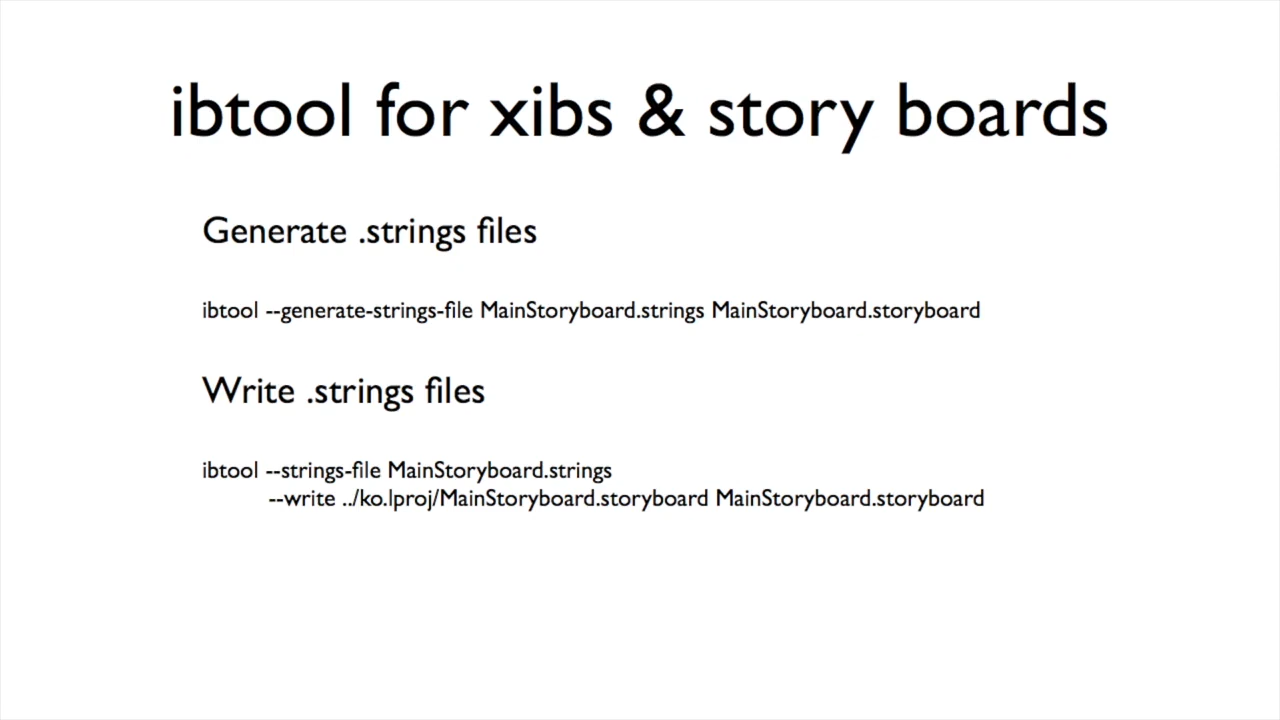 ibtool for xibs & story boards
Generate .strings files
ibtool --generate-strings-file MainStoryboard.strings MainStoryboard.storyboard
Write .strings files
ibtool --strings-file MainStoryboard.strings
--write ../ko.lproj/MainStoryboard.storyboard MainStoryboard.storyboard